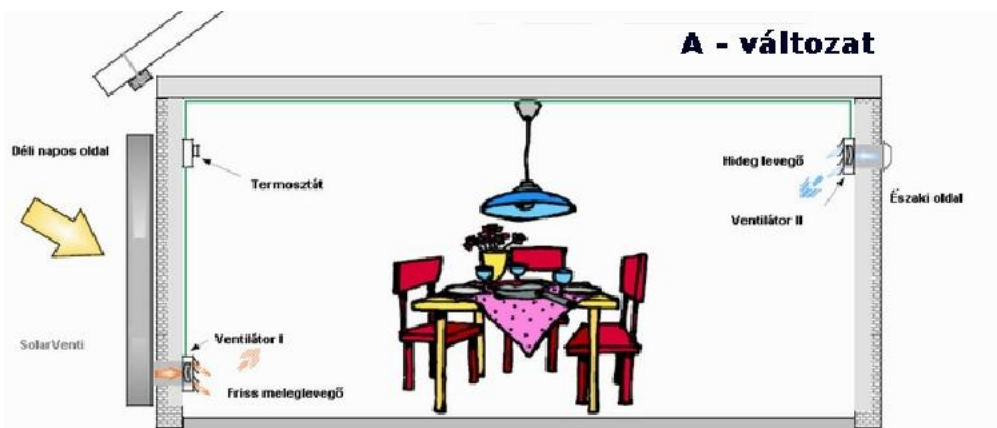 A - változat
Déli napos oldal
Termosztát
Hideg levegő
Északi oldal
Ventilátor II
SolarVenti
Ventilátor I
Friss meleglevegő